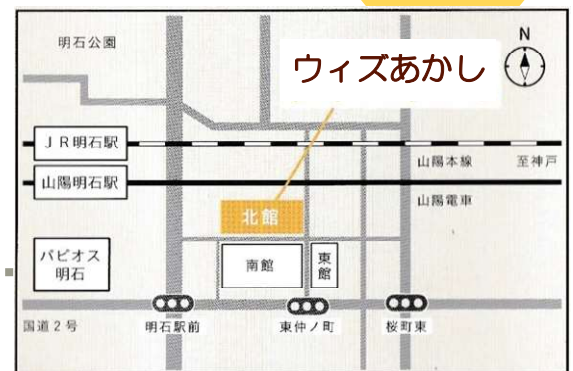 明石公園
N
ウィズあかし
JR明石駅
山陽本線
至神戸
山陽明石駅
山陽電車
北館
パピオス
明石
南館
東
館
国道2号
明石駅前
東仲ノ町
桜町東